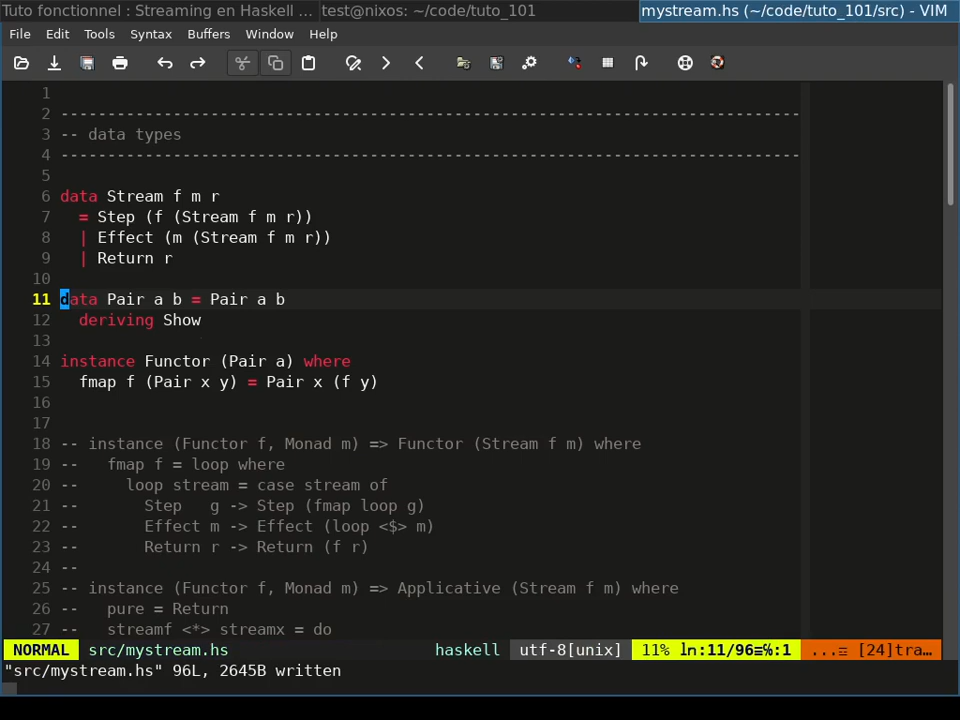 Tuto fonctionnel : Streaming en Haskell ... test@nixos: ~/code/tuto_101 mystream.hs (~/code/tuto_101/src) - VIM
File Edit Tools Syntax Buffers Window Help
1
2 -------------------------------------------------------------------------------
3 -- data types
4 -------------------------------------------------------------------------------
5
6 data Stream f m r
7   = Step (f (Stream f m r))
8   | Effect (m (Stream f m r))
9   | Return r
10
11 data Pair a b = Pair a b
12   deriving Show
13
14 instance Functor (Pair a) where
15   fmap f (Pair x y) = Pair x (f y)
16
17
18 -- instance (Functor f, Monad m) => Functor (Stream f m) where
19 --   fmap f = loop where
20 --     loop stream = case stream of
21 --       Step   g -> Step (fmap loop g)
22 --       Effect m -> Effect (loop <$> m)
23 --       Return r -> Return (f r)
24 --
25 -- instance (Functor f, Monad m) => Applicative (Stream f m) where
26 --   pure = Return
27 --   streamf <*> streamx = do
NORMAL src/mystream.hs haskell utf-8[unix] 11% ln:11/96≡℅:1 ...☲ [24]tra…
"src/mystream.hs" 96L, 2645B written